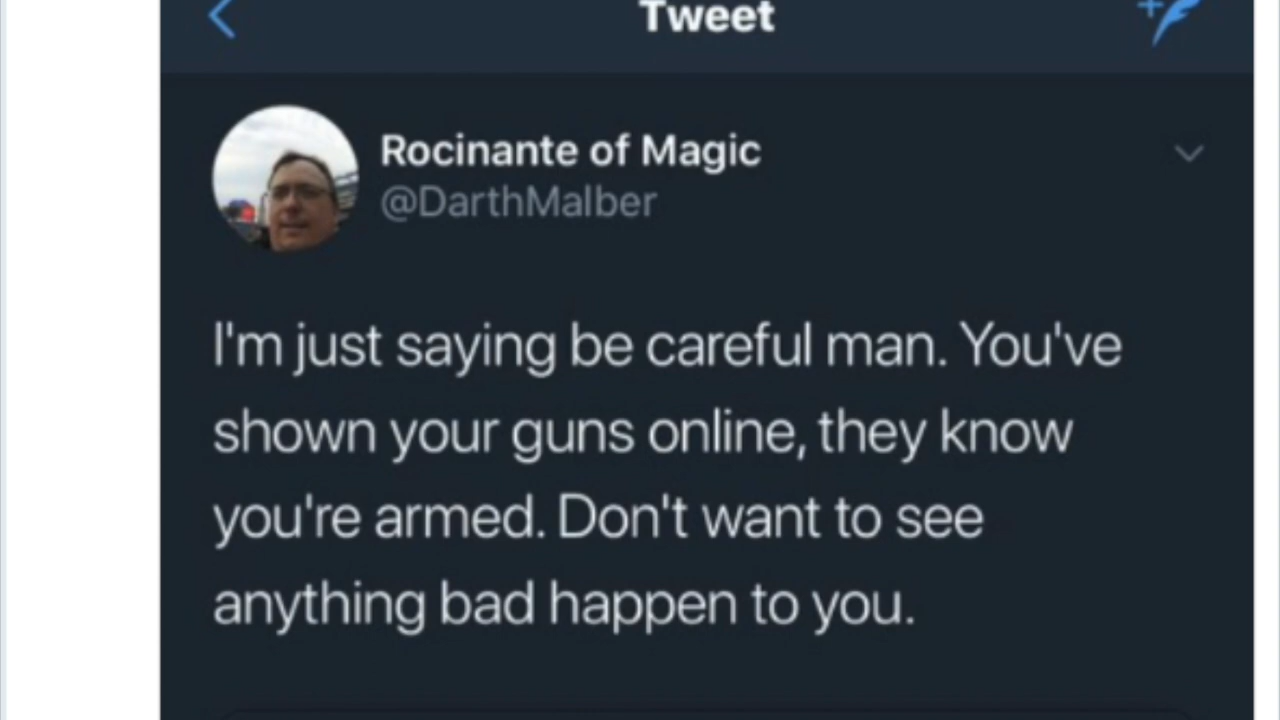 Tweet
Rocinante of Magic
@DarthMalber
I'm just saying be careful man. You've
shown your guns online, they know
you're armed. Don't want to see
anything bad happen to you.